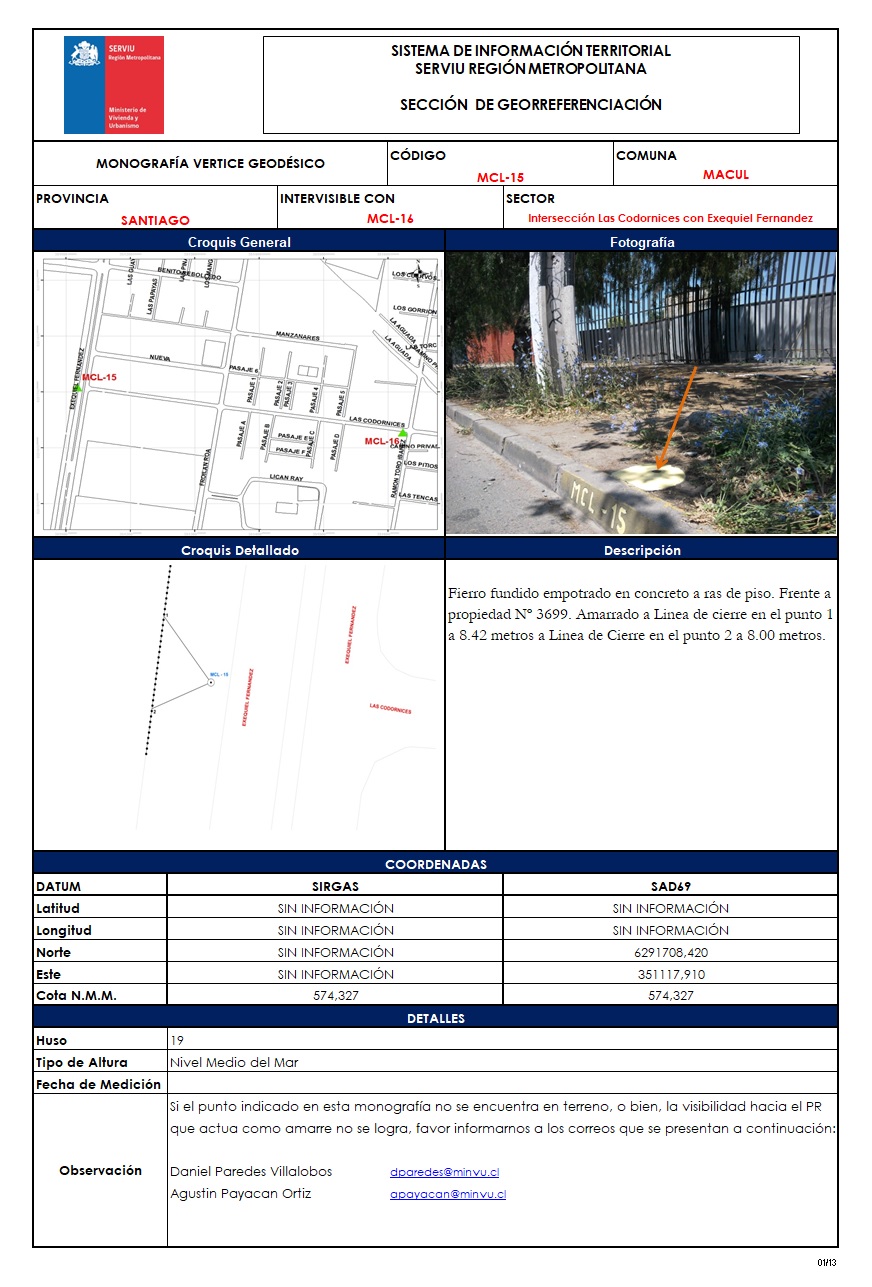 SERVIU
Región Metropolitana
Ministerio de
Vivienda y
Urbanismo
SISTEMA DE INFORMACIÓN TERRITORIAL
SERVIU REGIÓN METROPOLITANA
SECCIÓN DE GEORREFERENCIACIÓN
MONOGRAFÍA VERTICE GEODÉSICO
CÓDIGO
MCL-15
COMUNA
MACUL
PROVINCIA
SANTIAGO
INTERVISIBLE CON
MCL-16
SECTOR
Intersección Las Codornices con Exequiel Fernandez
Croquis General
Fotografía
BENITO REBOLLEDO
LAS PAPAYAS
LOS GORRION
MANZANARES
LA AGUADA
LA AGUADA
NUEVA
PASAJE 6
MCL-15
EXEQUIEL FERNANDEZ
PASAJE 1
PASAJE 2
PASAJE 3
PASAJE 4
PASAJE 5
LAS CODORNICES
PASAJE A
PASAJE B
PASAJE E
PASAJE C
PASAJE D
PASAJE F
MCL-16
CAMINO PRIVAD
LOS PITIOS
FROILAN ROA
LICAN RAY
LAS TENCAS
MCL-15
Croquis Detallado
Descripción
1
2
MCL - 15
EXEQUIEL FERNANDEZ
EXEQUIEL FERNANDEZ
LAS CODORNICES
Fierro fundido empotrado en concreto a ras de piso. Frente a
propiedad N° 3699. Amarrado a Linea de cierre en el punto 1
a 8.42 metros a Linea de Cierre en el punto 2 a 8.00 metros.
COORDENADAS
DATUM SIRGAS SAD69
Latitud SIN INFORMACIÓN SIN INFORMACIÓN
Longitud SIN INFORMACIÓN SIN INFORMACIÓN
Norte SIN INFORMACIÓN 6291708,420
Este SIN INFORMACIÓN 351117,910
Cota N.M.M. 574,327 574,327
DETALLES
Huso 19
Tipo de Altura Nivel Medio del Mar
Fecha de Medición
Observación
Si el punto indicado en esta monografía no se encuentra en terreno, o bien, la visibilidad hacia el PR
que actua como amarre no se logra, favor informarnos a los correos que se presentan a continuación:
Daniel Paredes Villalobos dparedes@minvu.cl
Agustin Payacan Ortiz apayacan@minvu.cl
01/13